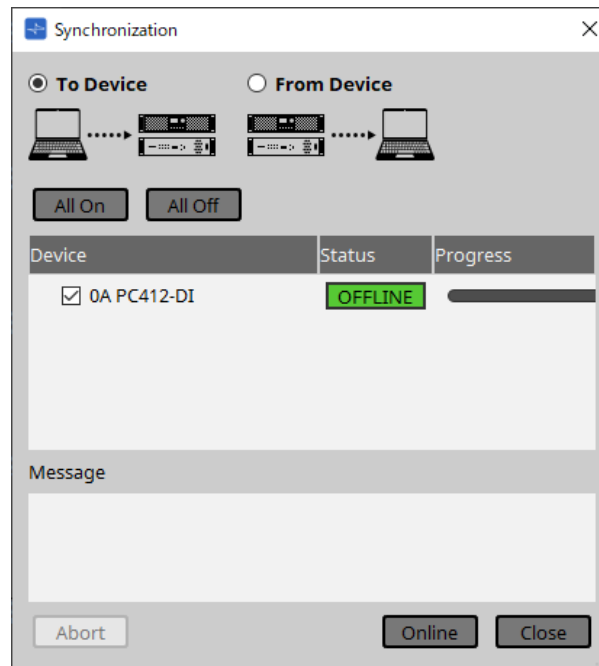 Synchronization
To Device From Device
All On All Off
Device Status Progress
0A PC412-DI OFFLINE
Message
Abort Online Close